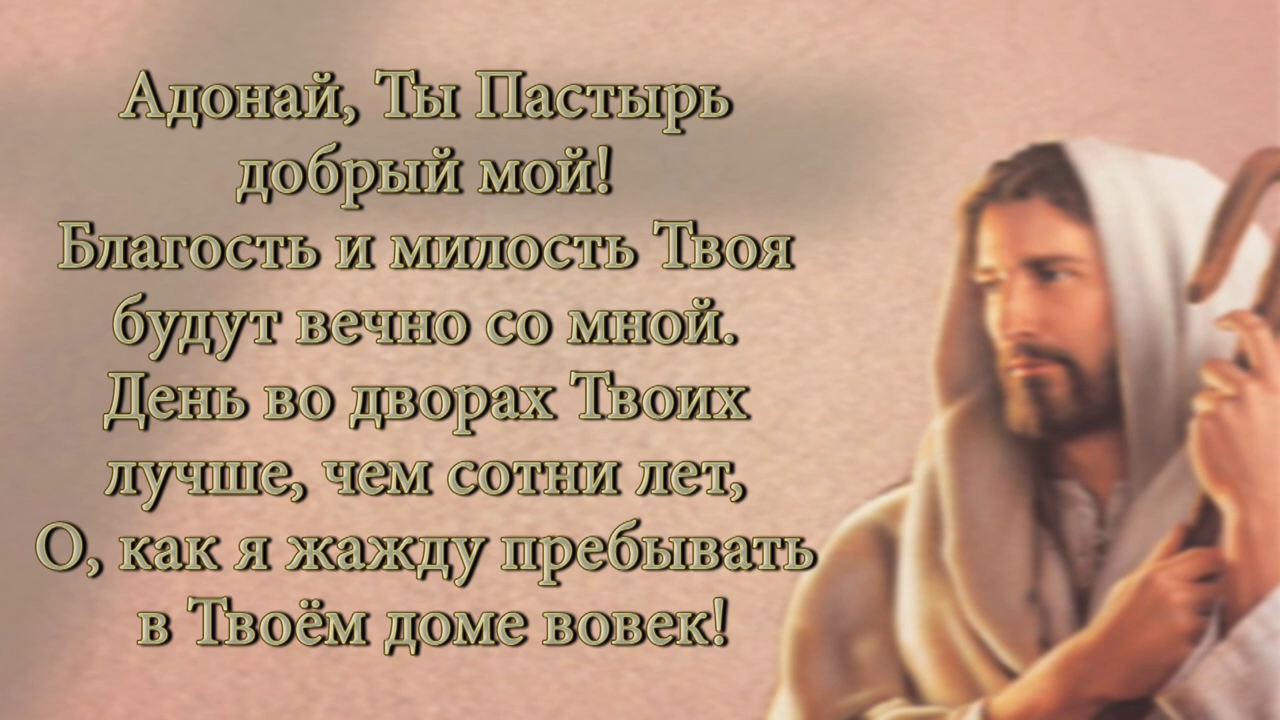 Адонай, Ты Пастырь
добрый мой!
Благость и милость Твоя
будут вечно со мной.
День во дворах Твоих
лучше, чем сотни лет,
О, как я жажду пребывать
в Твоём доме вовек!